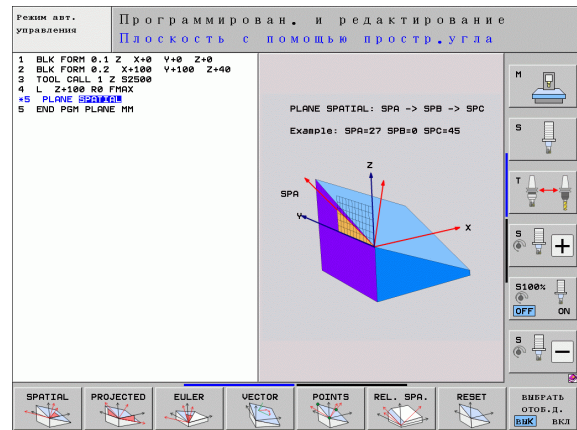 Режим авт.
управления
Программирован. и редактирование
Плоскость с помощью простр.угла
1 BLK FORM 0.1 Z X+0 Y+0 Z+0
2 BLK FORM 0.2 X+100 Y+100 Z+40
3 TOOL CALL 1 Z S2500
4 L Z+100 R0 FMAX
*5 PLANE SPATIAL
5 END PGM PLANE MM
PLANE SPATIAL: SPA -> SPB -> SPC
Example: SPA=27 SPB=0 SPC=45
Z
SPA
Y
X
M
S
T
S
+
S100%
OFF ON
S
–
SPATIAL
PROJECTED
EULER
VECTOR
POINTS
REL. SPA.
RESET
ВЫБРАТЬ
ОТОБ.Д.
ВЫК ВКЛ